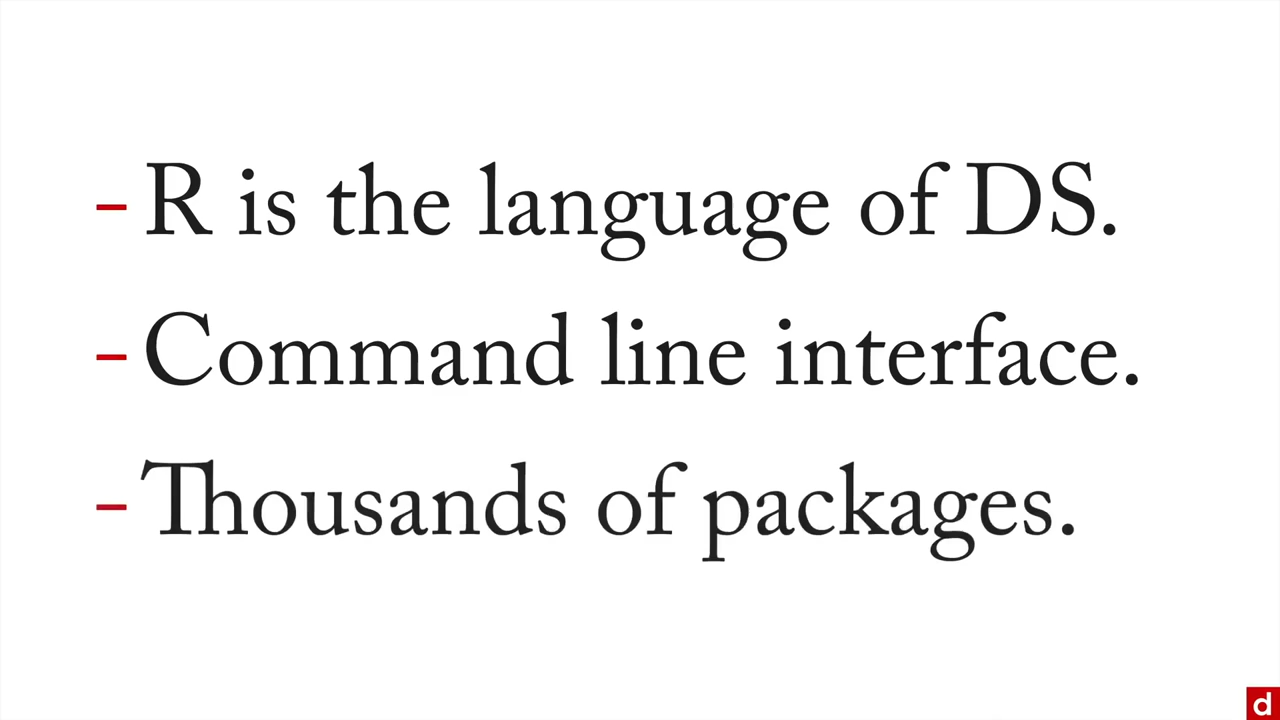 - R is the language of DS.
- Command line interface.
- Thousands of packages.
d